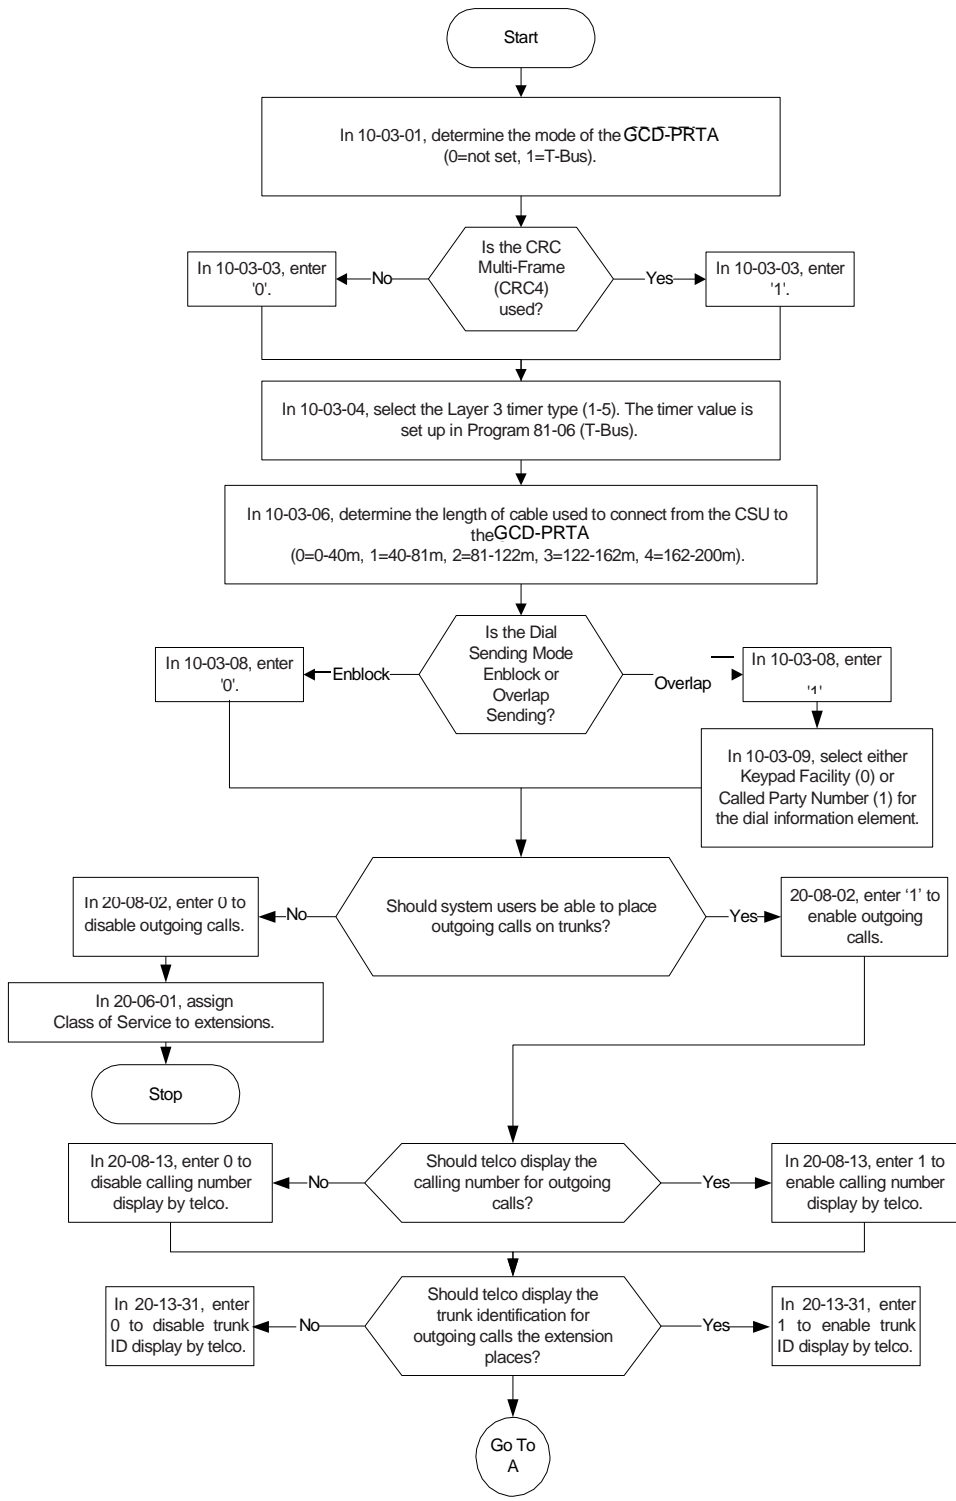 Start
In 10-03-01, determine the mode of the GCD-PRTA
(0=not set, 1=T-Bus).
Is the CRC
Multi-Frame
(CRC4)
used?
No
Yes
In 10-03-03, enter
'0'.
In 10-03-03, enter
'1'.
In 10-03-04, select the Layer 3 timer type (1-5). The timer value is
set up in Program 81-06 (T-Bus).
In 10-03-06, determine the length of cable used to connect from the CSU to
theGCD-PRTA
(0=0-40m, 1=40-81m, 2=81-122m, 3=122-162m, 4=162-200m).
Is the Dial
Sending Mode
Enblock or
Overlap
Sending?
Enblock
Overlap
In 10-03-08, enter
'0'.
In 10-03-08, enter
'1'
In 10-03-09, select either
Keypad Facility (0) or
Called Party Number (1) for
the dial information element.
Should system users be able to place
outgoing calls on trunks?
No
Yes
In 20-08-02, enter 0 to
disable outgoing calls.
20-08-02, enter ‘1’ to
enable outgoing
calls.
In 20-06-01, assign
Class of Service to extensions.
Stop
Should telco display the
calling number for outgoing
calls?
No
Yes
In 20-08-13, enter 0 to
disable calling number
display by telco.
In 20-08-13, enter 1 to
enable calling number
display by telco.
Should telco display the
trunk identification for
outgoing calls the extension
places?
No
Yes
In 20-13-31, enter
0 to disable trunk
ID display by telco.
In 20-13-31, enter
1 to enable trunk
ID display by telco.
Go To
A